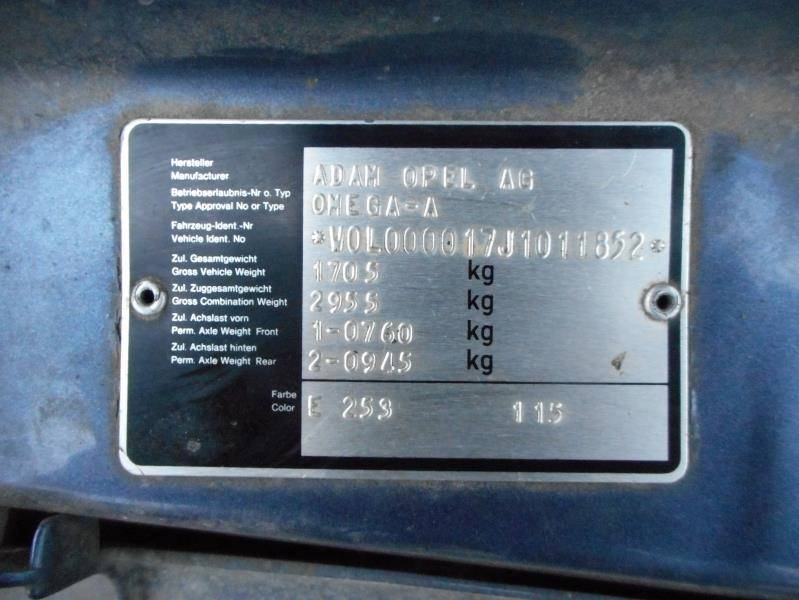 Hersteller
Manufacturer
ADAM OPEL AG
Betriebserlaubnis-Nr o. Typ
Type Approval No or Type
OMEGA-A
Fahrzeug-Ident.-Nr
Vehicle Ident. No
*W0L000017J1011852*
Zul. Gesamtgewicht
Gross Vehicle Weight
1705 kg
Zul. Zuggesamtgewicht
Gross Combination Weight
2955 kg
Zul. Achslast vorn
Perm. Axle Weight Front
1-0760 kg
Zul. Achslast hinten
Perm. Axle Weight Rear
2-0945 kg
Farbe
Color
E 253 115